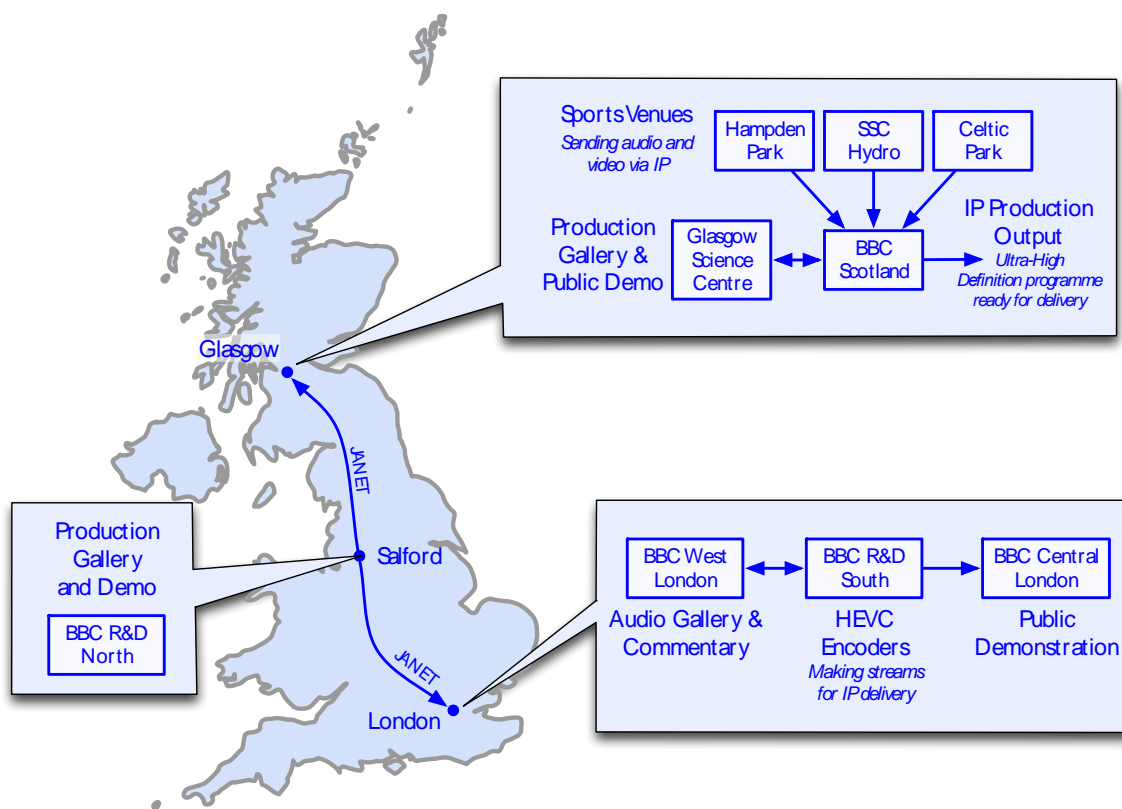 Sports Venues
Sending audio and
video via IP
Hampden
Park
SSC
Hydro
Celtic
Park
Production
Gallery &
Public Demo
Glasgow
Science
Centre
BBC
Scotland
IP Production
Output
Ultra-High
Definition programme
ready for delivery
Glasgow
JANET
Salford
JANET
London
Production
Gallery
and Demo
BBC R&D
North
BBC West
London
Audio Gallery &
Commentary
BBC R&D
South
HEVC
Encoders
Making streams
for IP delivery
BBC Central
London
Public
Demonstration